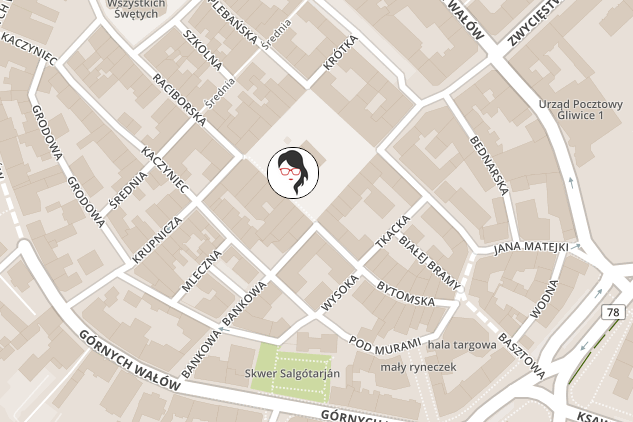 Wszystkich
Świętych
PLEBAŃSKA
Średnia
KRÓTKA
WAŁÓW
ZWYCIĘSTW
KACZYNIEC
SZKOLNA
RACIBORSKA
Średnia
Urząd Pocztowy
Gliwice 1
GRODOWA
BEDNARSKA
KACZYNIEC
ŚREDNIA
GRODOWA
KRUPNICZA
TKACKA
BIAŁEJ BRAMY
JANA MATEJKI
MLECZNA
BANKOWA
WYSOKA
BYTOMSKA
WODNA
78
BANKOWA
POD MURAMI
hala targowa
BASZTOWA
GÓRNYCH WAŁÓW
Skwer Salgótarján
mały ryneczek
GÓRNYCH
KSAW